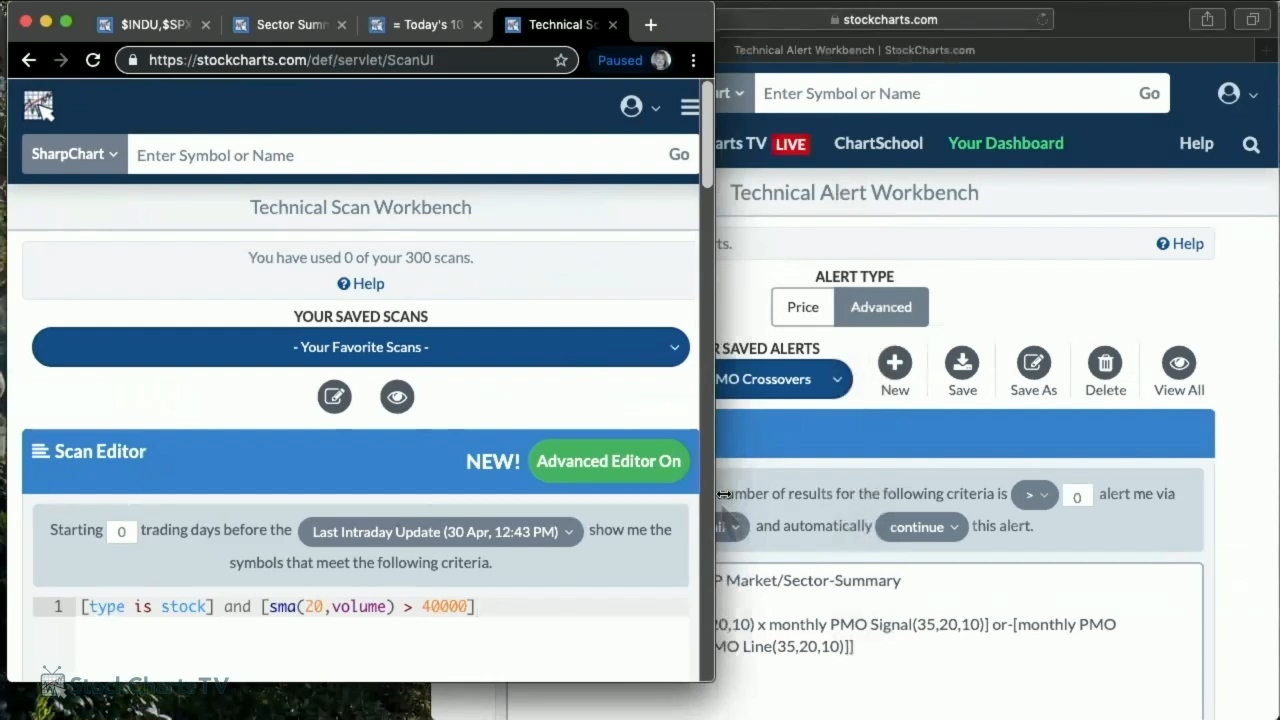 $INDU,$SPX
Sector Summ
= Today's 10
Technical Sc
https://stockcharts.com/def/servlet/ScanUI
Paused
SharpChart
Enter Symbol or Name
Go
Technical Scan Workbench
You have used 0 of your 300 scans.
Help
YOUR SAVED SCANS
- Your Favorite Scans -
Scan Editor
NEW!
Advanced Editor On
Starting 0 trading days before the Last Intraday Update (30 Apr, 12:43 PM) show me the
symbols that meet the following criteria.
1 [type is stock] and [sma(20,volume) > 40000]
StockCharts TV
stockcharts.com
Technical Alert Workbench | StockCharts.com
art
Enter Symbol or Name
Go
arts TV LIVE
ChartSchool
Your Dashboard
Help
Technical Alert Workbench
ts.
Help
ALERT TYPE
Price
Advanced
R SAVED ALERTS
MO Crossovers
New
Save
Save As
Delete
View All
umber of results for the following criteria is > 0 alert me via
ail and automatically continue this alert.
P Market/Sector-Summary
20,10) x monthly PMO Signal(35,20,10)] or-[monthly PMO
MO Line(35,20,10)]]